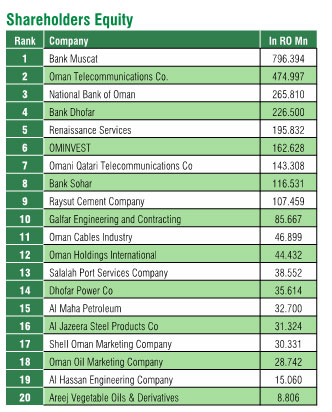 Shareholders Equity
Rank Company In RO Mn
1 Bank Muscat 796.394
2 Oman Telecommunications Co. 474.997
3 National Bank of Oman 265.810
4 Bank Dhofar 226.500
5 Renaissance Services 195.832
6 OMINVEST 162.628
7 Omani Qatari Telecommunications Co 143.308
8 Bank Sohar 116.531
9 Raysut Cement Company 107.459
10 Galfar Engineering and Contracting 85.667
11 Oman Cables Industry 46.899
12 Oman Holdings International 44.432
13 Salalah Port Services Company 38.552
14 Dhofar Power Co 35.614
15 Al Maha Petroleum 32.700
16 Al Jazeera Steel Products Co 31.324
17 Shell Oman Marketing Company 30.331
18 Oman Oil Marketing Company 28.742
19 Al Hassan Engineering Company 15.060
20 Areej Vegetable Oils & Derivatives 8.806